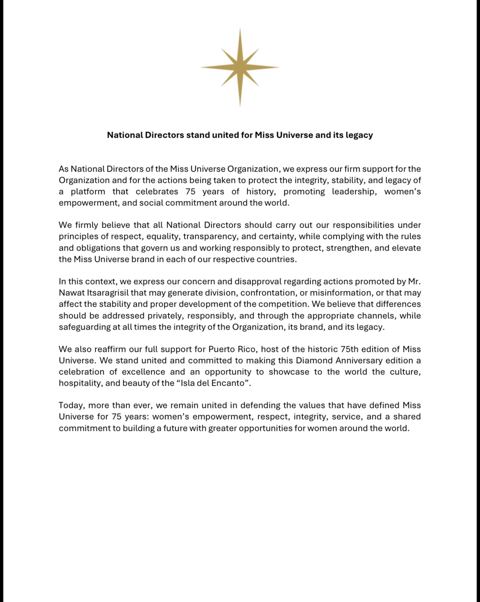 National Directors stand united for Miss Universe and its legacy
As National Directors of the Miss Universe Organization, we express our firm support for the
Organization and for the actions being taken to protect the integrity, stability, and legacy of
a platform that celebrates 75 years of history, promoting leadership, women's
empowerment, and social commitment around the world.
We firmly believe that all National Directors should carry out our responsibilities under
principles of respect, equality, transparency, and certainty, while complying with the rules
and obligations that govern us and working responsibly to protect, strengthen, and elevate
the Miss Universe brand in each of our respective countries.
In this context, we express our concern and disapproval regarding actions promoted by Mr.
Nawat Itsaragrisil that may generate division, confrontation, or misinformation, or that may
affect the stability and proper development of the competition. We believe that differences
should be addressed privately, responsibly, and through the appropriate channels, while
safeguarding at all times the integrity of the Organization, its brand, and its legacy.
We also reaffirm our full support for Puerto Rico, host of the historic 75th edition of Miss
Universe. We stand united and committed to making this Diamond Anniversary edition a
celebration of excellence and an opportunity to showcase to the world the culture,
hospitality, and beauty of the “Isla del Encanto”.
Today, more than ever, we remain united in defending the values that have defined Miss
Universe for 75 years: women's empowerment, respect, integrity, service, and a shared
commitment to building a future with greater opportunities for women around the world.